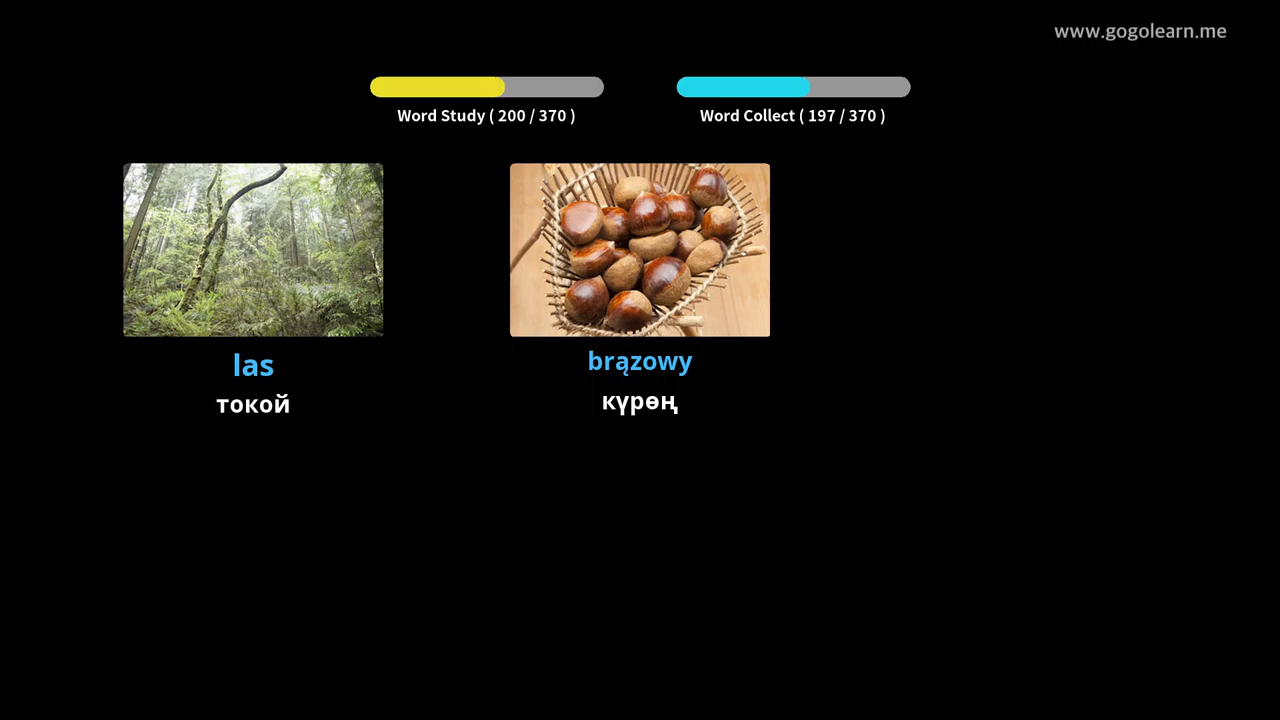 www.gogolearn.me
Word Study ( 200 / 370 )
Word Collect ( 197 / 370 )
las
токой
brązowy
күрөң